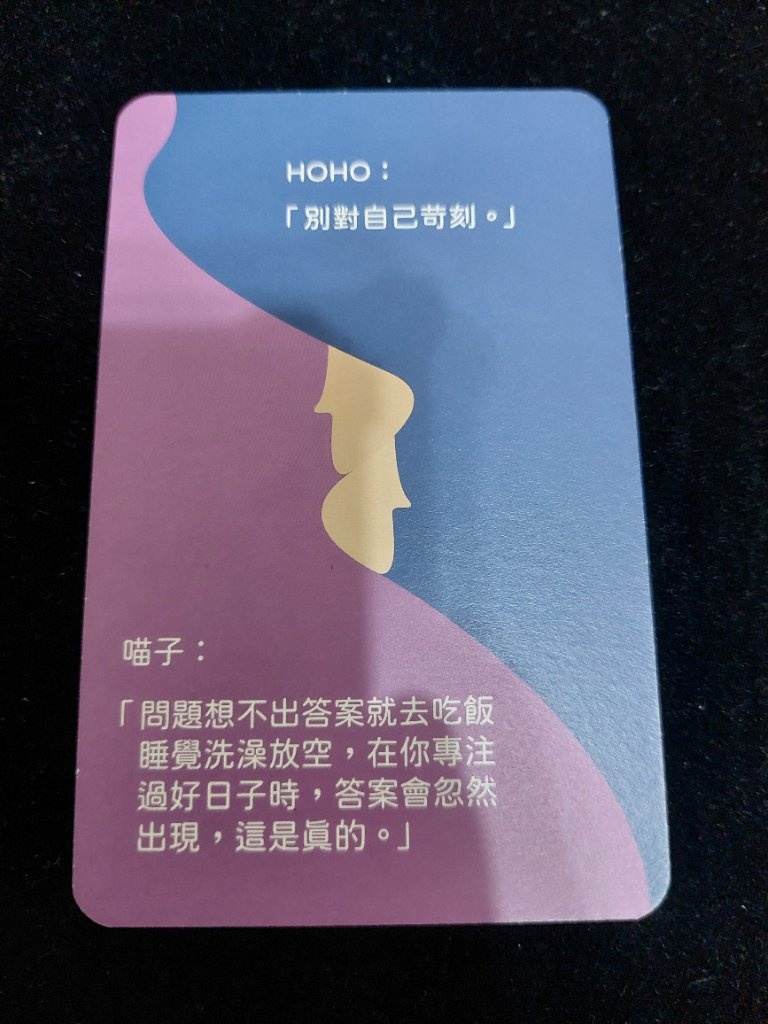 HOHO：
「別對自己苛刻。」
喵子：
「問題想不出答案就去吃飯
睡覺洗澡放空，在你專注
過好日子時，答案會忽然
出現，這是真的。」